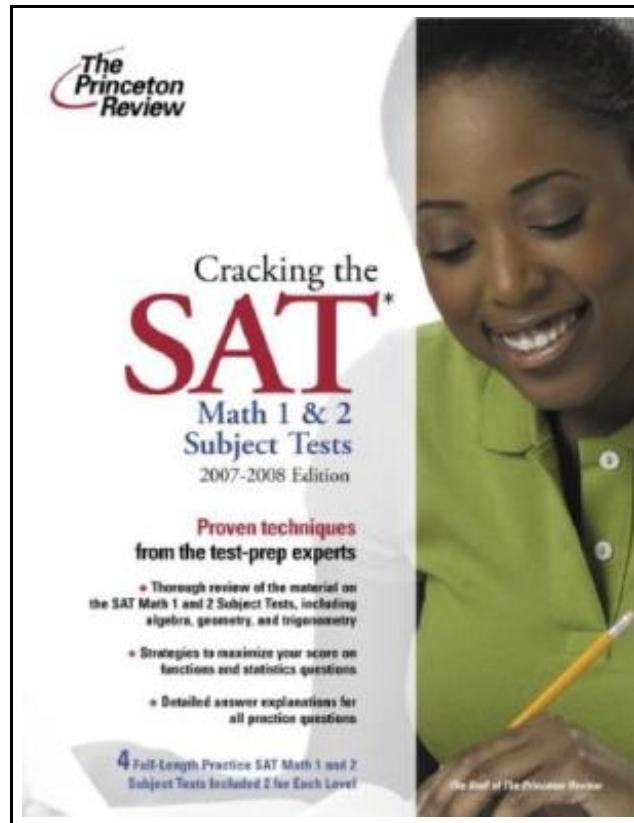 The
Princeton
Review
Cracking the
SAT*
Math 1 & 2
Subject Tests
2007-2008 Edition
Proven techniques
from the test-prep experts
• Thorough review of the material on
the SAT Math 1 and 2 Subject Tests, including
algebra, geometry, and trigonometry
• Strategies to maximize your score on
functions and statistics questions
• Detailed answer explanations for
all practice questions
4 Full-Length Practice SAT Math 1 and 2
Subject Tests Included 2 for Each Level
The Staff of The Princeton Review